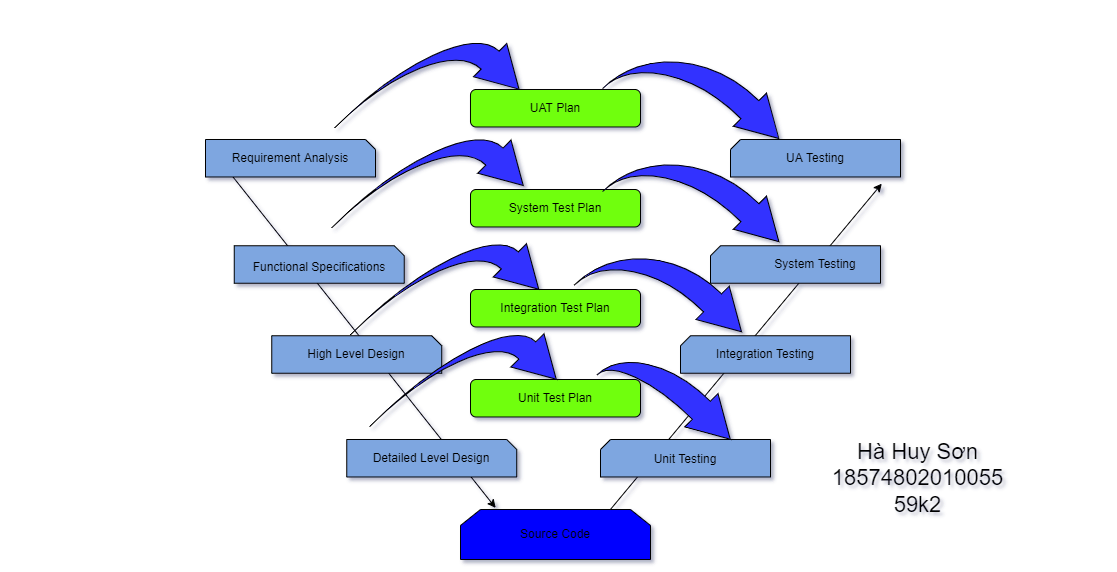 UAT Plan
Requirement Analysis
UA Testing
System Test Plan
Functional Specifications
System Testing
Integration Test Plan
High Level Design
Integration Testing
Unit Test Plan
Detailed Level Design
Unit Testing
Source Code
Hà Huy Sơn
18574802010055
59k2